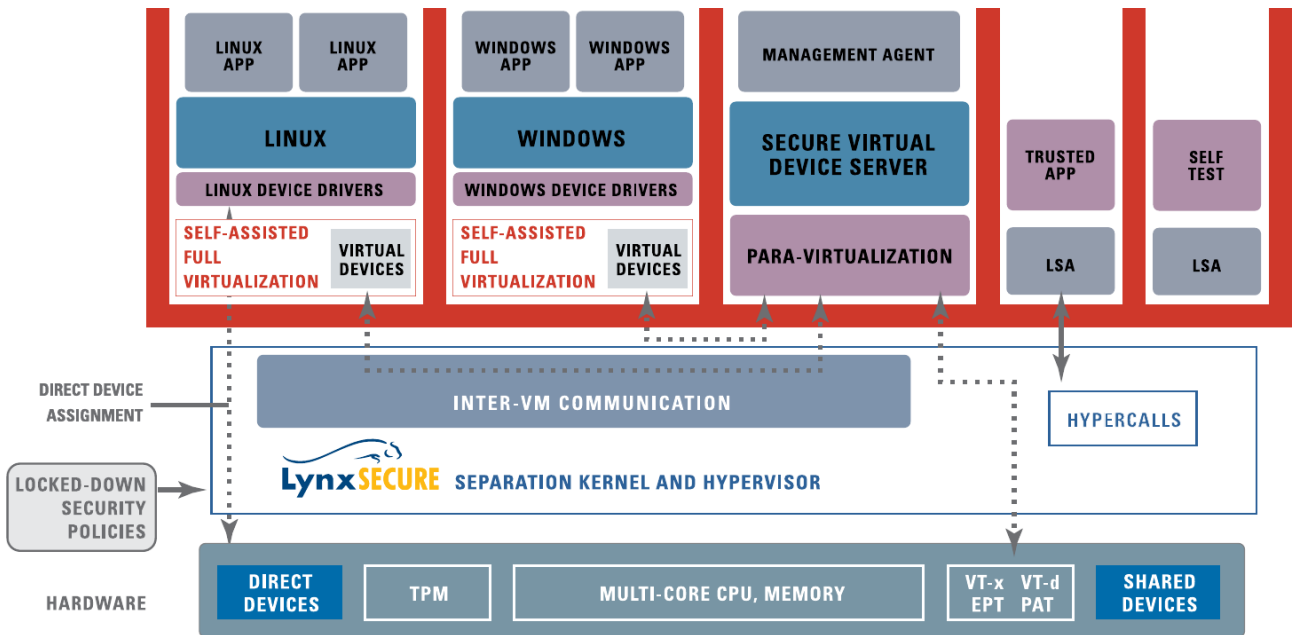 LINUX
APP
LINUX
APP
LINUX
LINUX DEVICE DRIVERS
SELF-ASSISTED
FULL
VIRTUALIZATION
VIRTUAL
DEVICES
WINDOWS
APP
WINDOWS
APP
WINDOWS
WINDOWS DEVICE DRIVERS
SELF-ASSISTED
FULL
VIRTUALIZATION
VIRTUAL
DEVICES
MANAGEMENT AGENT
SECURE VIRTUAL
DEVICE SERVER
PARA-VIRTUALIZATION
TRUSTED
APP
LSA
SELF
TEST
LSA
DIRECT DEVICE
ASSIGNMENT
INTER-VM COMMUNICATION
HYPERCALLS
LynxSECURE SEPARATION KERNEL AND HYPERVISOR
LOCKED-DOWN
SECURITY
POLICIES
HARDWARE
DIRECT
DEVICES
TPM
MULTI-CORE CPU, MEMORY
VT-x VT-d
EPT PAT
SHARED
DEVICES